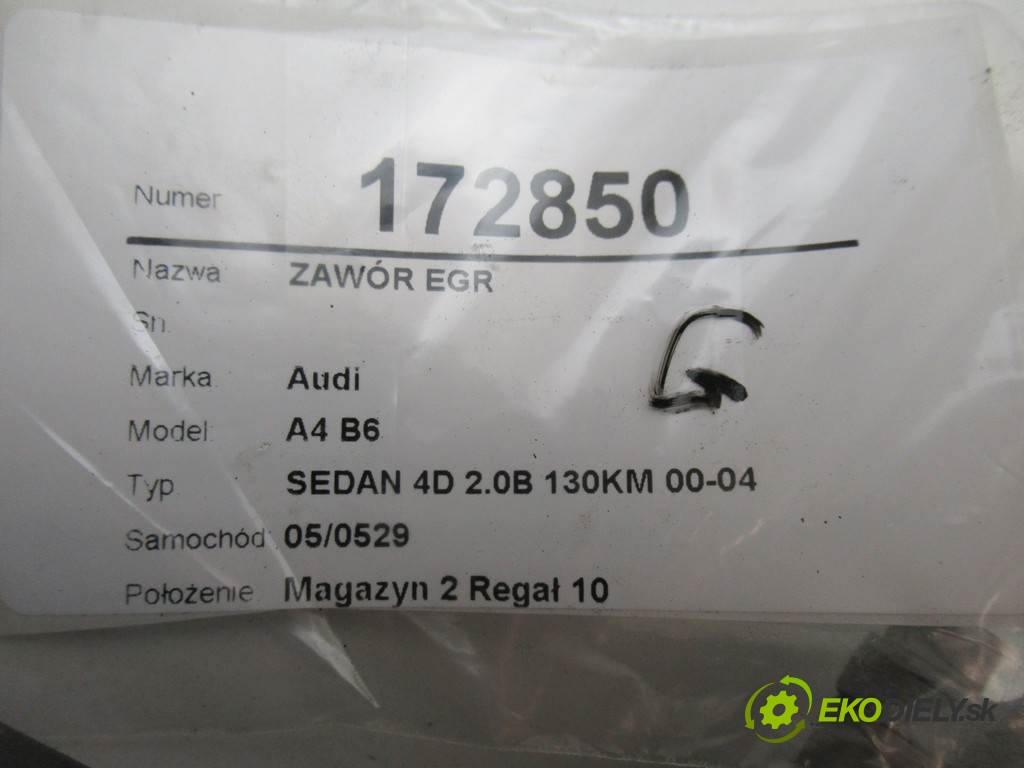 Numer 172850
Nazwa ZAWÓR EGR
Sn.
Marka Audi
Model: A4 B6
Typ SEDAN 4D 2.0B 130KM 00-04
Samochód: 05/0529
Położenie Magazyn 2 Regał 10
G
EKODIELY.sk